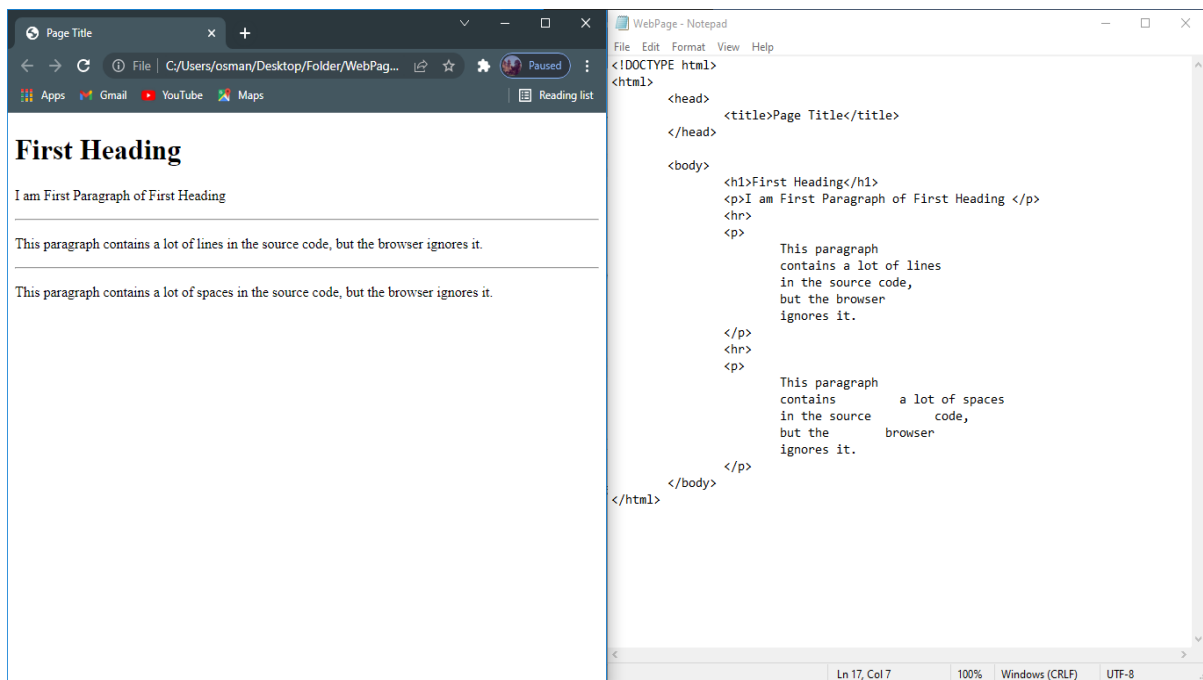 Page Title
File | C:/Users/osman/Desktop/Folder/WebPag... Paused
Apps Gmail YouTube Maps Reading list
First Heading
I am First Paragraph of First Heading
This paragraph contains a lot of lines in the source code, but the browser ignores it.
This paragraph contains a lot of spaces in the source code, but the browser ignores it.
WebPage - Notepad
File Edit Format View Help
<!DOCTYPE html>
<html>
        <head>
                <title>Page Title</title>
        </head>

        <body>
                <h1>First Heading</h1>
                <p>I am First Paragraph of First Heading </p>
                <hr>
                <p>
                        This paragraph
                        contains a lot of lines
                        in the source code,
                        but the browser
                        ignores it.
                </p>
                <hr>
                <p>
                        This paragraph
                        contains         a lot of spaces
                        in the source         code,
                        but the        browser
                        ignores it.
                </p>
        </body>
</html>
Ln 17, Col 7 100% Windows (CRLF) UTF-8